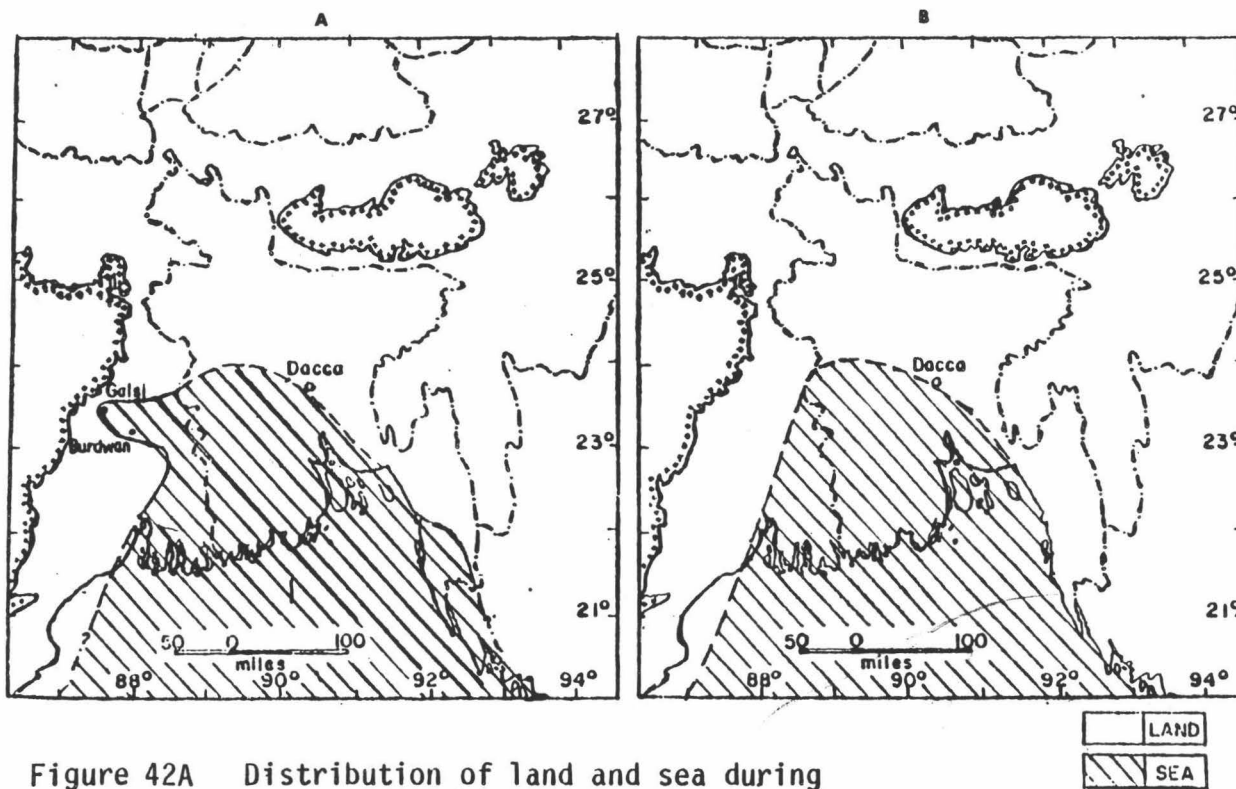 A
B
27°
27°
25°
25°
Dacca
Dacca
Galsi
Burdwan
23°
23°
21°
21°
?
50 0 100
miles
50 0 100
miles
88° 90° 92° 94°
88° 90° 92° 94°
LAND
SEA
Figure 42A Distribution of land and sea during